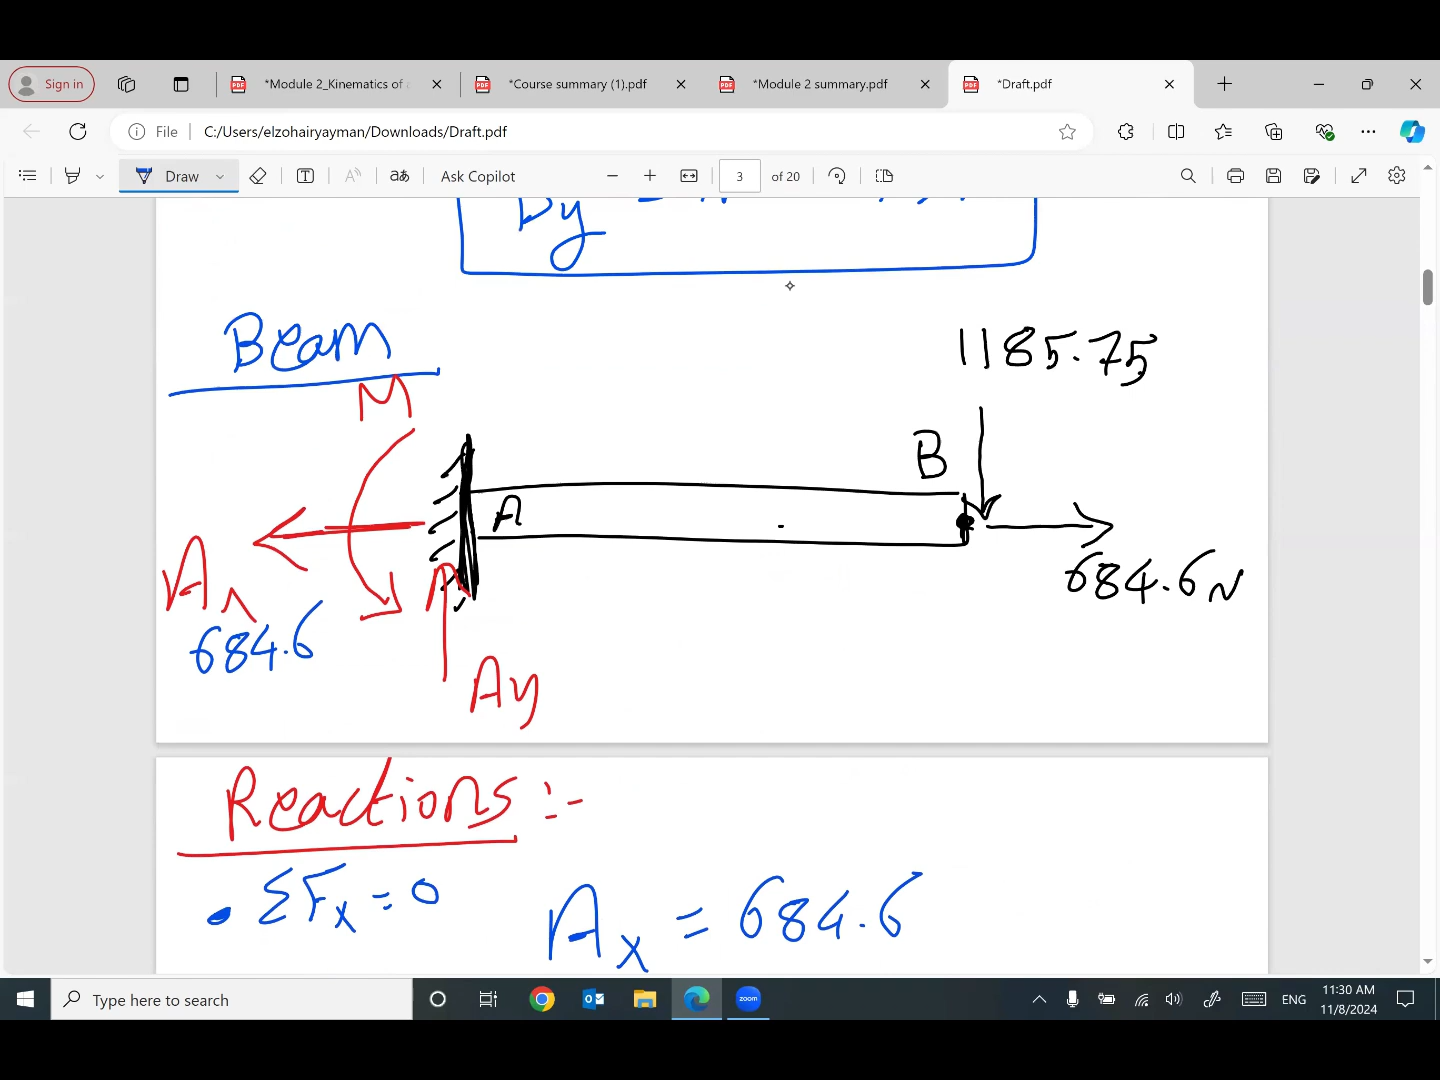 Sign in
*Module 2_Kinematics of
*Course summary (1).pdf
*Module 2 summary.pdf
*Draft.pdf
File
C:/Users/elzohairyayman/Downloads/Draft.pdf
Draw
Ask Copilot
3
of 20
Beam
1185.75
M
B
A
A
684.6 N
684.6
Ay
Reactions :-
• ΣFx = 0
Ax = 684.6
Type here to search
zoom
ENG
11:30 AM
11/8/2024